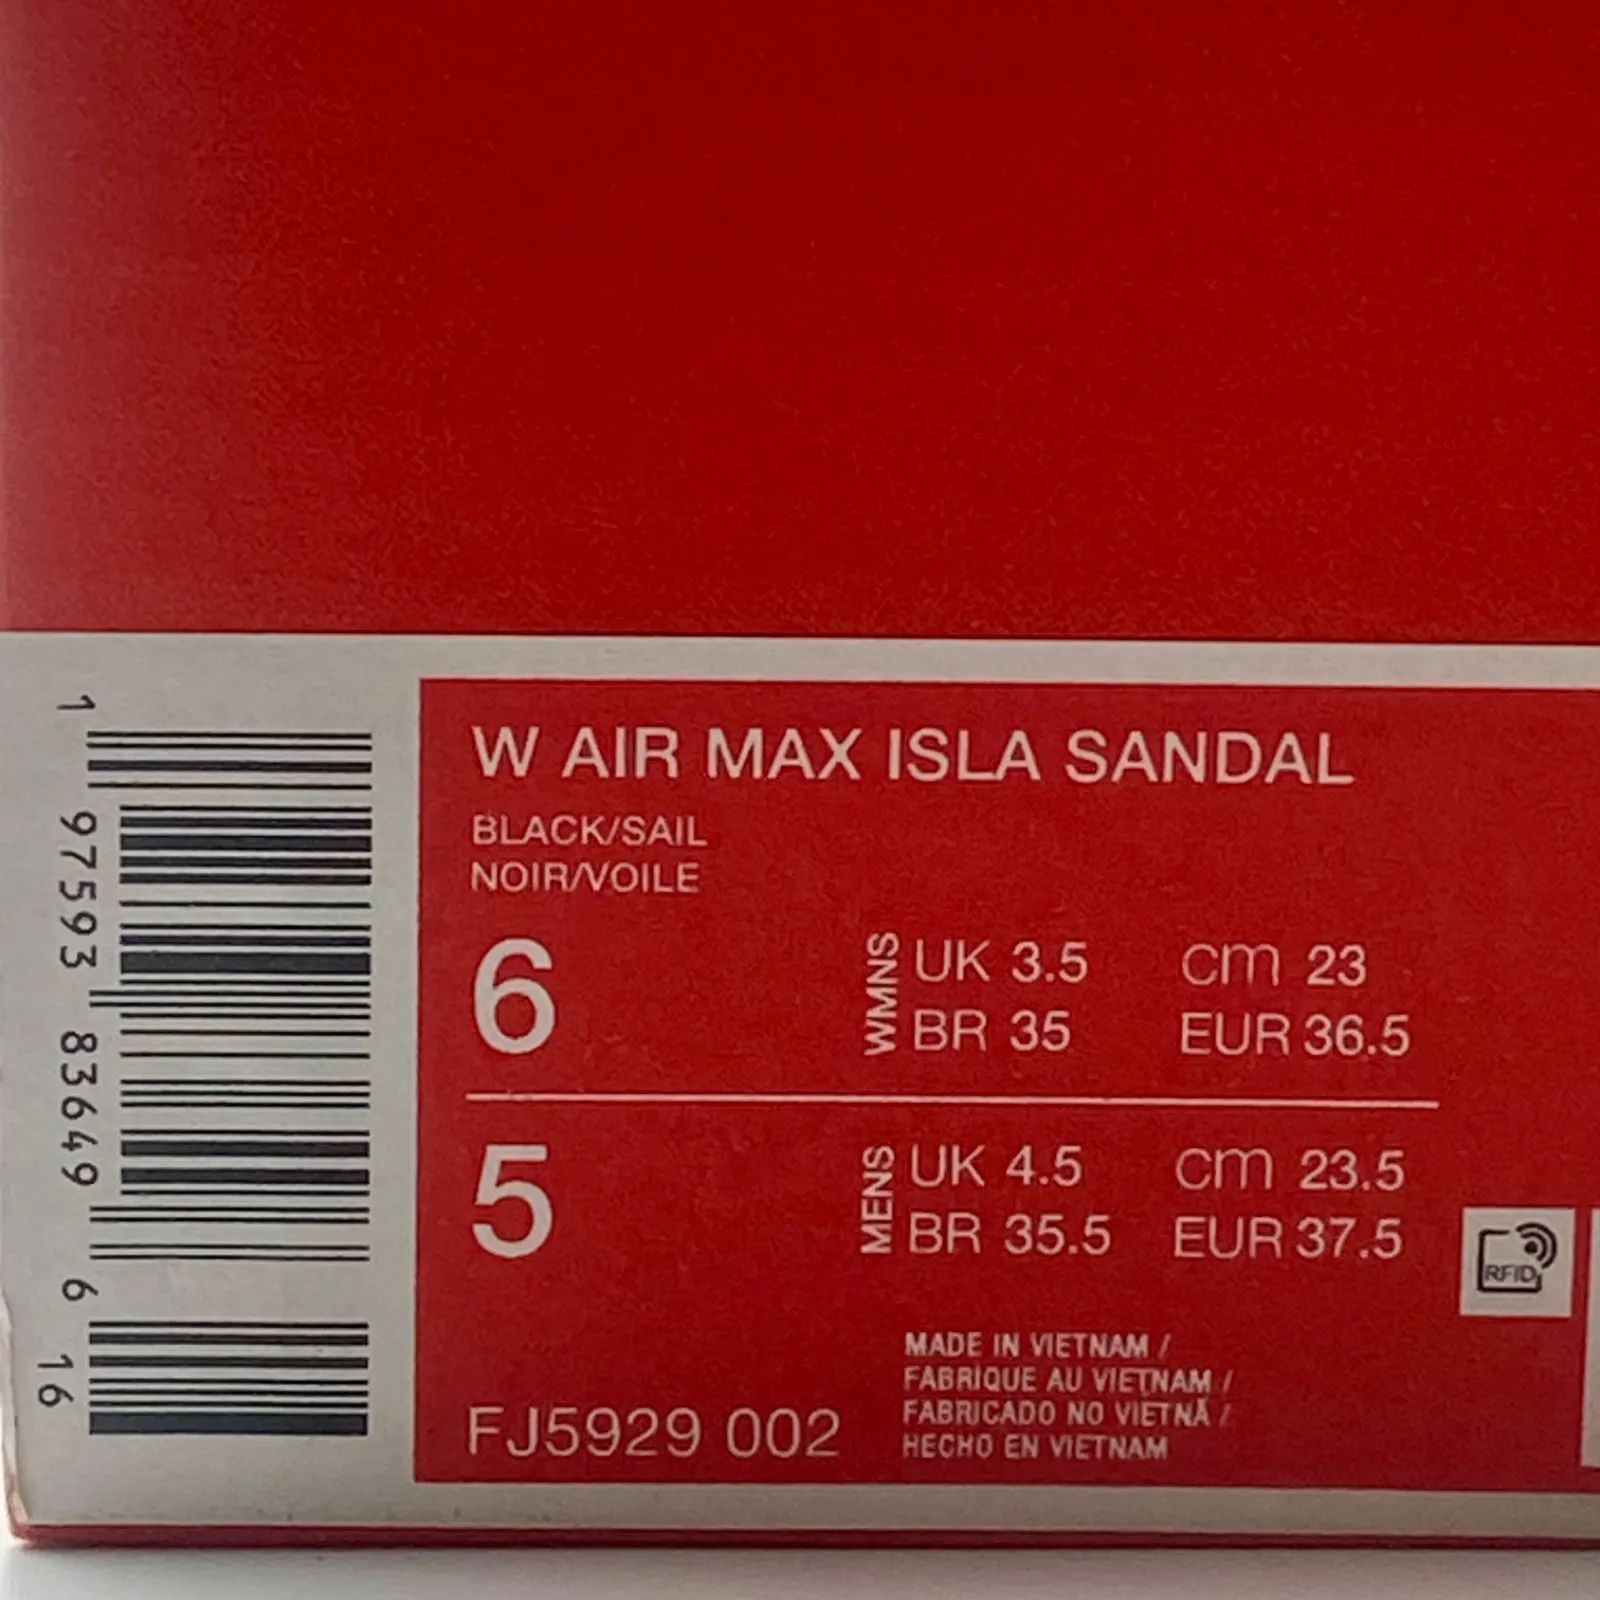 W AIR MAX ISLA SANDAL
BLACK/SAIL
NOIR/VOILE
6
WMNS
UK 3.5 cm 23
BR 35 EUR 36.5
5
MENS
UK 4.5 cm 23.5
BR 35.5 EUR 37.5
RFID
MADE IN VIETNAM /
FABRIQUE AU VIETNAM /
FABRICADO NO VIETNÃ /
HECHO EN VIETNAM
FJ5929 002
1 97593 83649 6
16